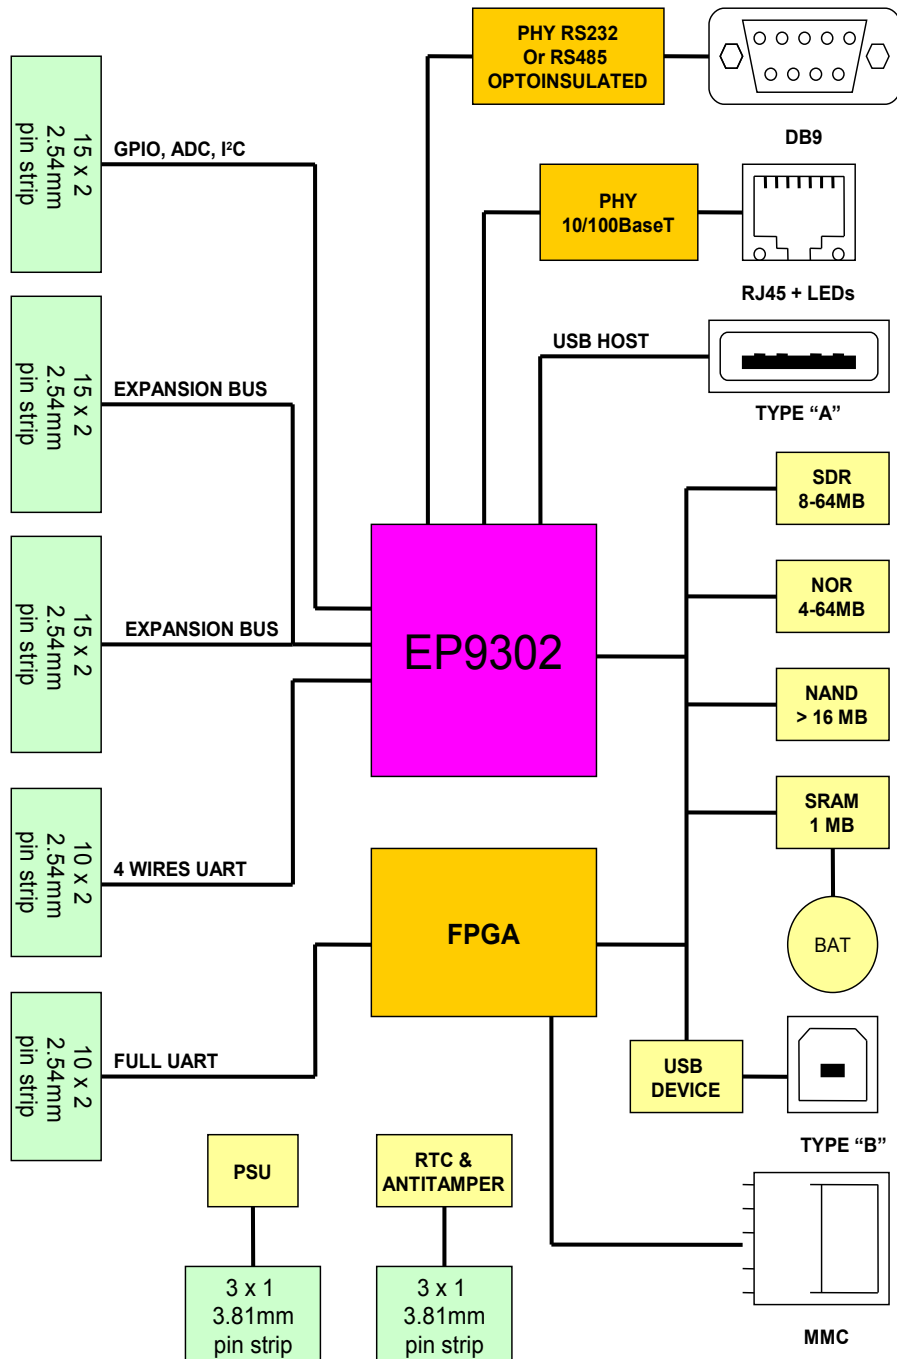 PHY RS232
Or RS485
OPTOINSULATED
DB9
15 x 2
2.54mm
pin strip
GPIO, ADC, I²C
PHY
10/100BaseT
RJ45 + LEDs
USB HOST
TYPE “A”
15 x 2
2.54mm
pin strip
EXPANSION BUS
SDR
8-64MB
NOR
4-64MB
15 x 2
2.54mm
pin strip
EXPANSION BUS
EP9302
NAND
> 16 MB
SRAM
1 MB
10 x 2
2.54mm
pin strip
4 WIRES UART
FPGA
BAT
10 x 2
2.54mm
pin strip
FULL UART
USB
DEVICE
TYPE “B”
PSU
RTC &
ANTITAMPER
3 x 1
3.81mm
pin strip
3 x 1
3.81mm
pin strip
MMC